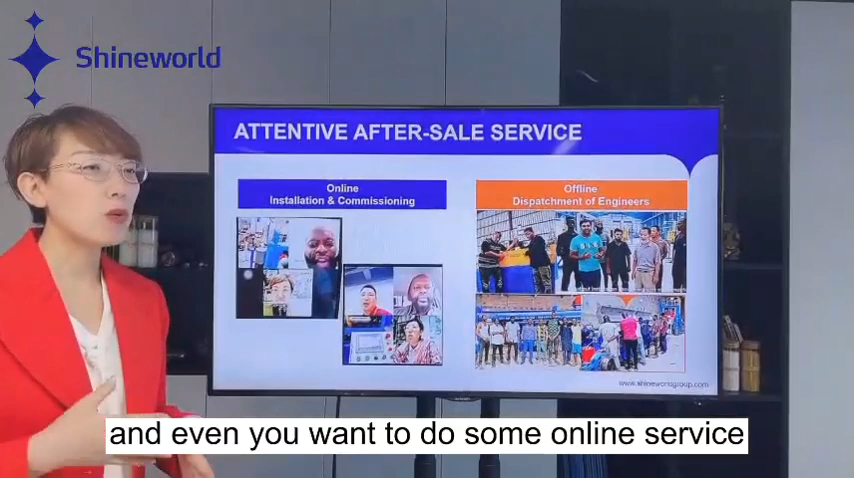 Shineworld
ATTENTIVE AFTER-SALE SERVICE
Online
Installation & Commissioning
Offline
Dispatchment of Engineers
www.shineworldgroup.com
and even you want to do some online service